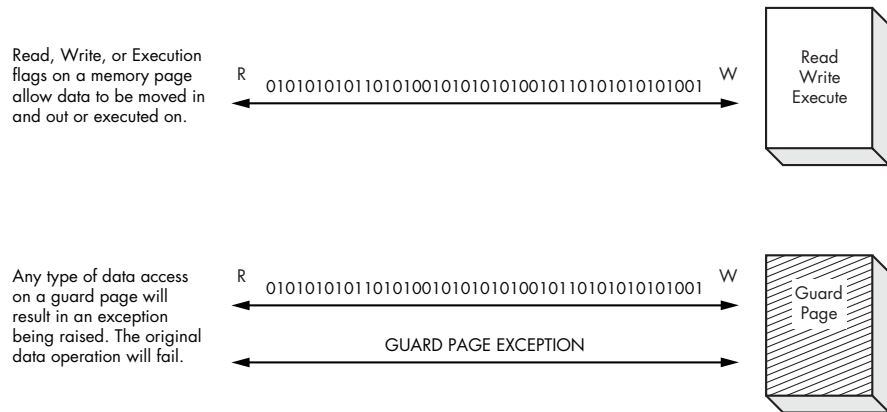 Read, Write, or Execution
flags on a memory page
allow data to be moved in
and out or executed on.
R
010101010110101001010101010010110101010101001
W
Read
Write
Execute
Any type of data access
on a guard page will
result in an exception
being raised. The original
data operation will fail.
R
010101010110101001010101010010110101010101001
W
GUARD PAGE EXCEPTION
Guard
Page